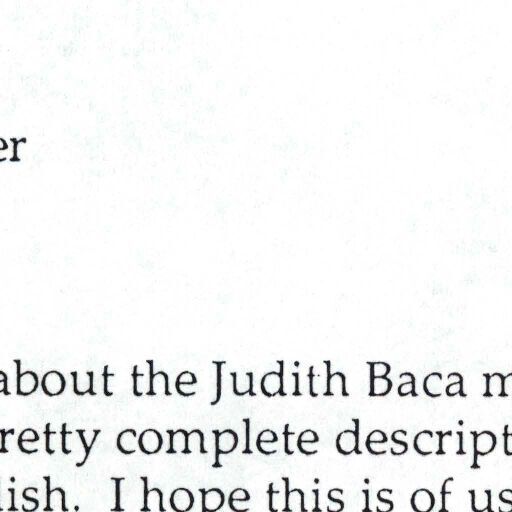 er
about the Judith Baca m
retty complete descript
lish.  I hope this is of us